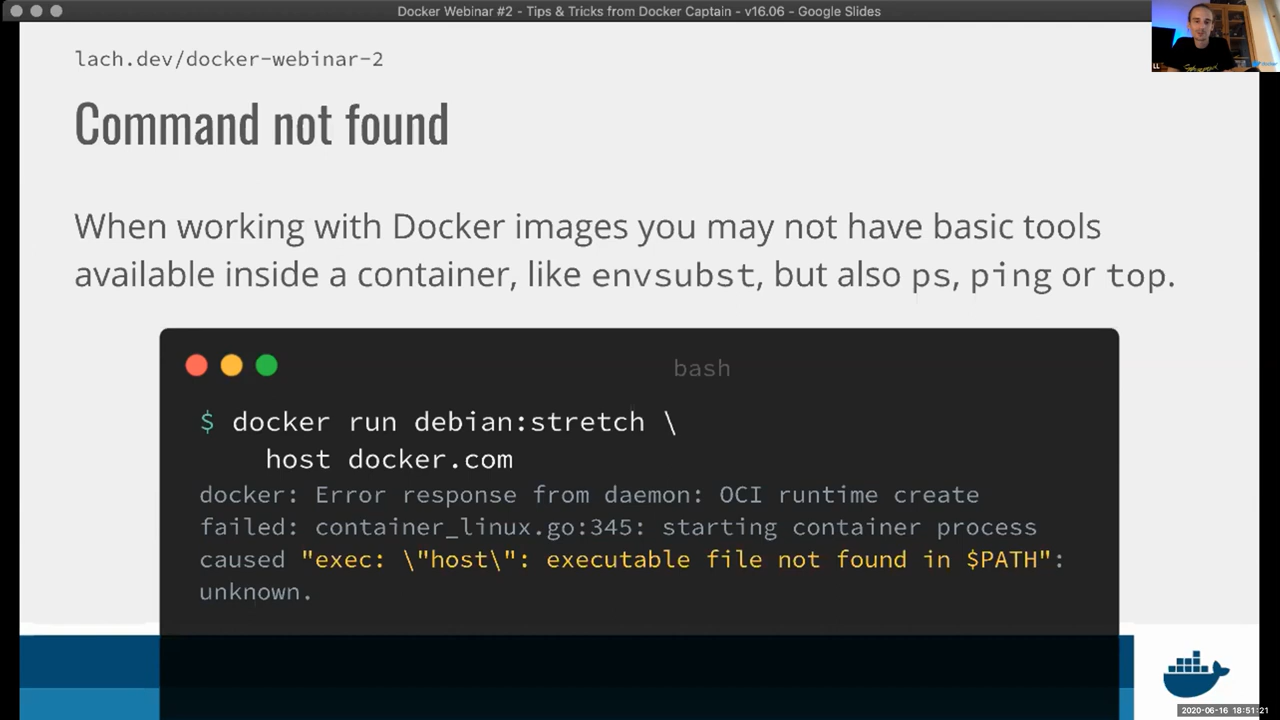 Docker Webinar #2 - Tips & Tricks from Docker Captain - v16.06 - Google Slides
lach.dev/docker-webinar-2
Command not found
When working with Docker images you may not have basic tools
available inside a container, like envsubst, but also ps, ping or top.
bash
$ docker run debian:stretch \
host docker.com
docker: Error response from daemon: OCI runtime create
failed: container_linux.go:345: starting container process
caused "exec: \"host\": executable file not found in $PATH":
unknown.
2020-06-16 18:51:21